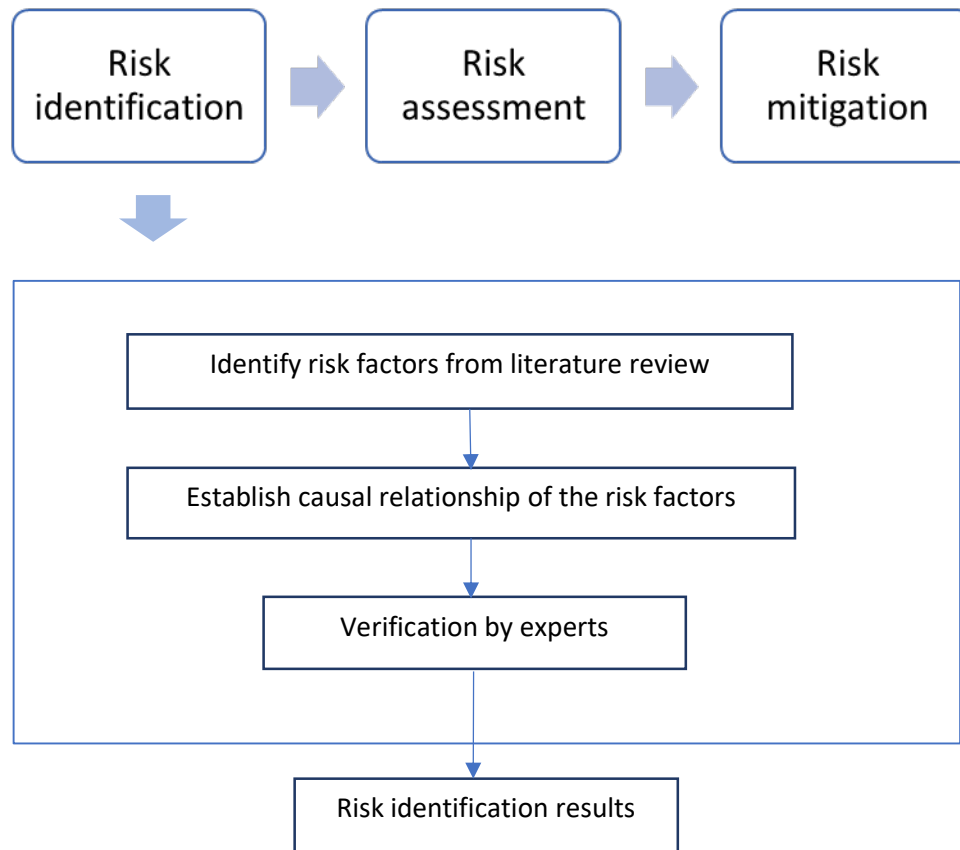 Risk
identification
Risk
assessment
Risk
mitigation
Identify risk factors from literature review
Establish causal relationship of the risk factors
Verification by experts
Risk identification results